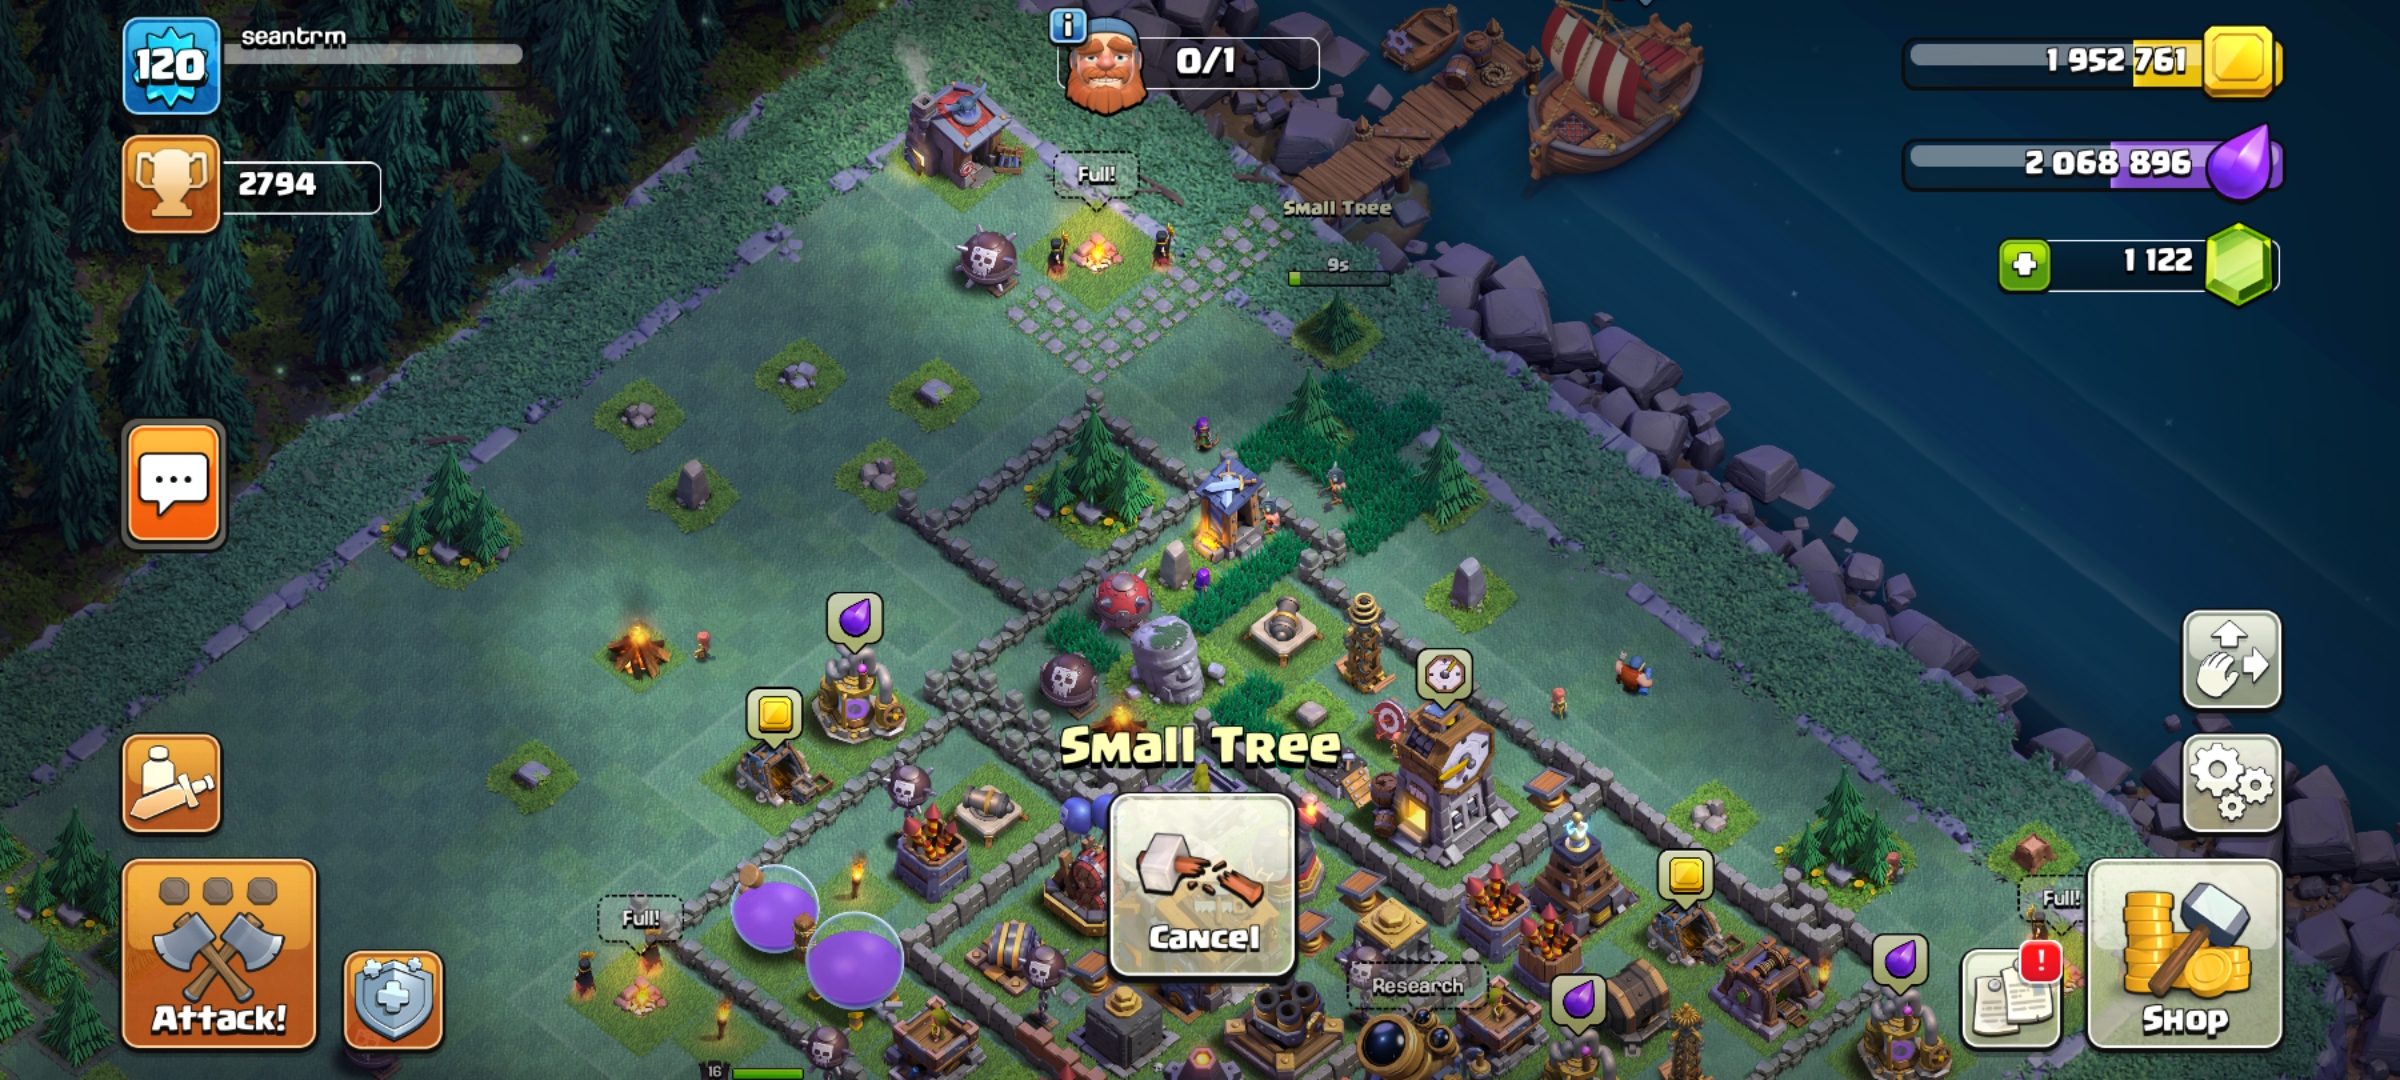 120
seantrm
0/1
1 952 761
2794
Full!
2 068 896
Small Tree
1 122
9s
Small Tree
Cancel
Full!
Full!
Research
Attack!
Shop
!
16